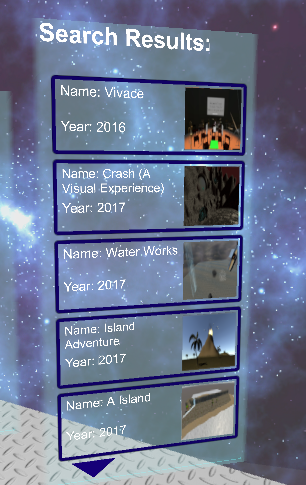 Search Results:
Name: Vivace
Year: 2016
Name: Crash (A
Visual Experience)
Year: 2017
Name: Water Works
Year: 2017
Name: Island
Adventure
Year: 2017
Name: A Island
Year: 2017